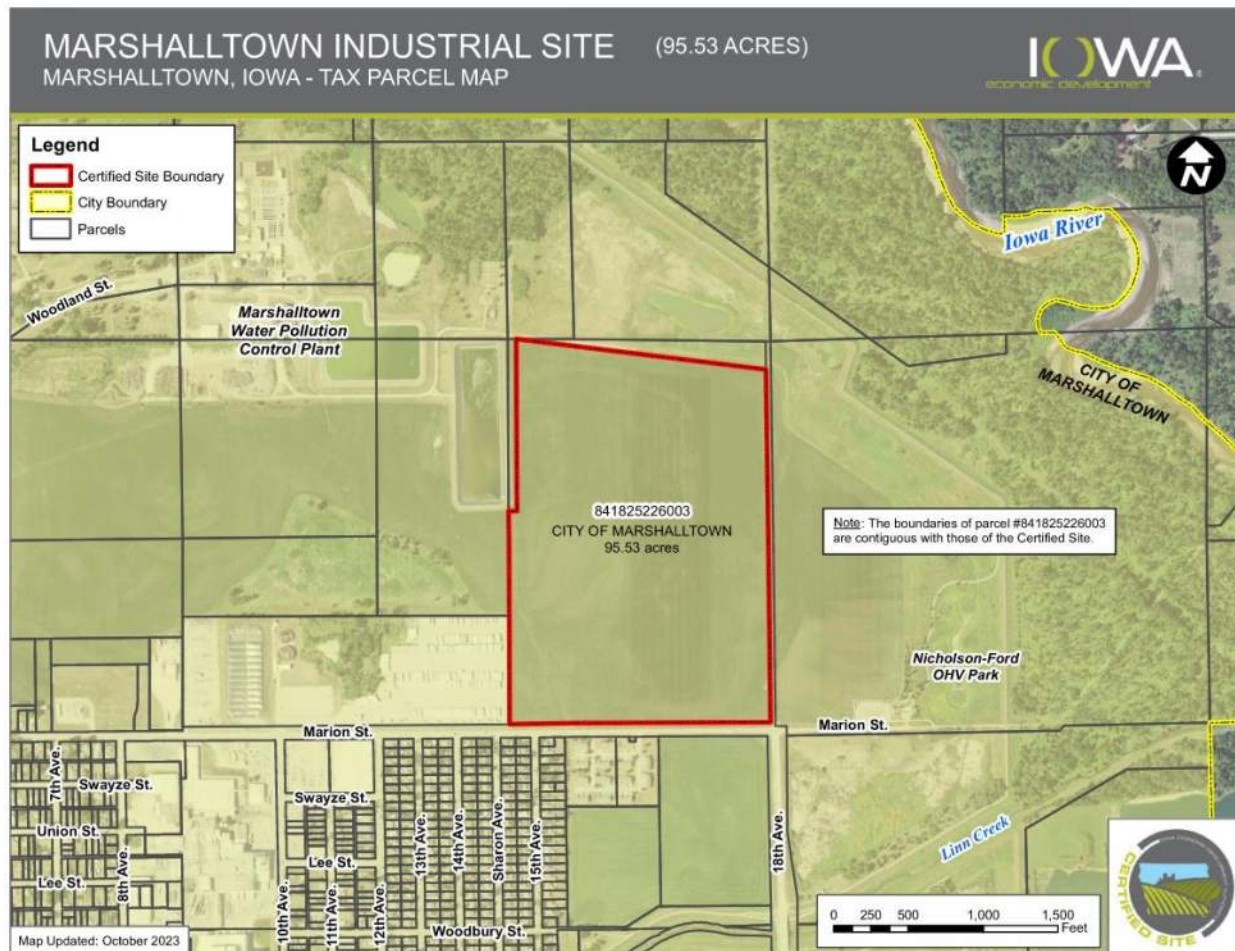 MARSHALLTOWN INDUSTRIAL SITE (95.53 ACRES)
MARSHALLTOWN, IOWA - TAX PARCEL MAP
IOWA
economic development
Legend
Certified Site Boundary
City Boundary
Parcels
N
Iowa River
Woodland St.
Marshalltown
Water Pollution
Control Plant
CITY OF
MARSHALLTOWN
841825226003
CITY OF MARSHALLTOWN
95.53 acres
Note: The boundaries of parcel #841825226003
are contiguous with those of the Certified Site.
Nicholson-Ford
OHV Park
Marion St.
Marion St.
7th Ave.
Swayze St.
Union St.
Lee St.
8th Ave.
Swayze St.
Lee St.
10th Ave.
11th Ave.
12th Ave.
13th Ave.
14th Ave.
Sharon Ave.
15th Ave.
Woodbury St.
18th Ave.
Linn Creek
0 250 500 1,000 1,500
Feet
CERTIFIED SITE
Map Updated: October 2023